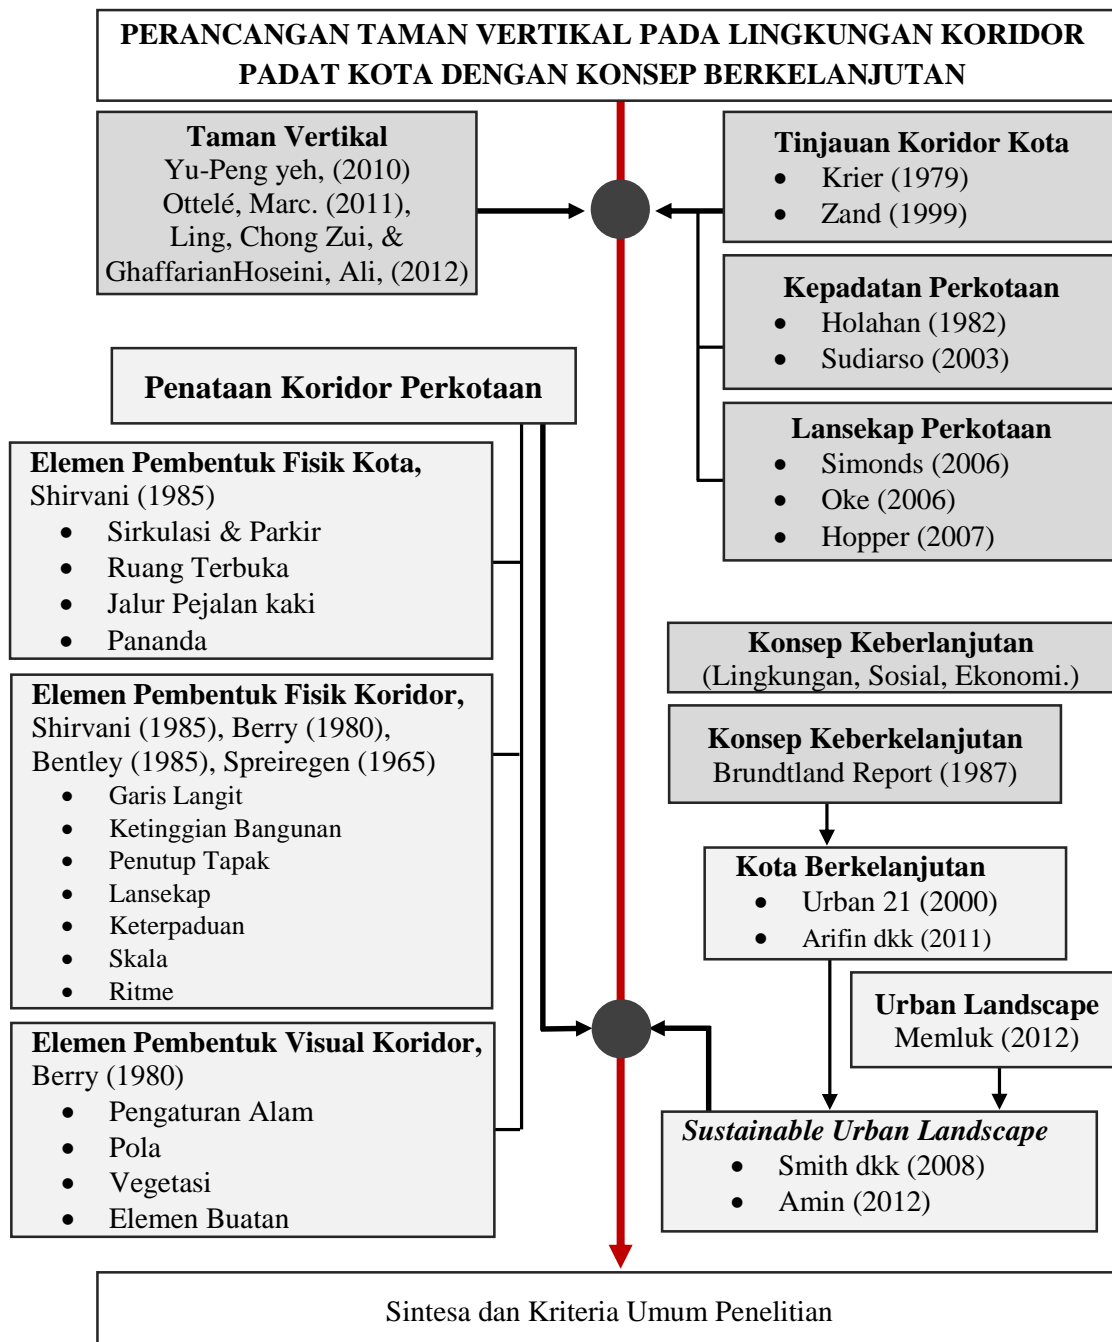 PERANCANGAN TAMAN VERTIKAL PADA LINGKUNGAN KORIDOR
PADAT KOTA DENGAN KONSEP BERKELANJUTAN
Taman Vertikal
Yu-Peng yeh, (2010)
Ottelé, Marc. (2011),
Ling, Chong Zui, &
GhaffarianHoseini, Ali, (2012)
Tinjauan Koridor Kota
• Krier (1979)
• Zand (1999)
Kepadatan Perkotaan
• Holahan (1982)
• Sudiarso (2003)
Lansekap Perkotaan
• Simonds (2006)
• Oke (2006)
• Hopper (2007)
Penataan Koridor Perkotaan
Elemen Pembentuk Fisik Kota,
Shirvani (1985)
• Sirkulasi & Parkir
• Ruang Terbuka
• Jalur Pejalan kaki
• Pananda
Elemen Pembentuk Fisik Koridor,
Shirvani (1985), Berry (1980),
Bentley (1985), Spreiregen (1965)
• Garis Langit
• Ketinggian Bangunan
• Penutup Tapak
• Lansekap
• Keterpaduan
• Skala
• Ritme
Elemen Pembentuk Visual Koridor,
Berry (1980)
• Pengaturan Alam
• Pola
• Vegetasi
• Elemen Buatan
Konsep Keberlanjutan
(Lingkungan, Sosial, Ekonomi.)
Konsep Keberkelanjutan
Brundtland Report (1987)
Kota Berkelanjutan
• Urban 21 (2000)
• Arifin dkk (2011)
Urban Landscape
Memluk (2012)
Sustainable Urban Landscape
• Smith dkk (2008)
• Amin (2012)
Sintesa dan Kriteria Umum Penelitian